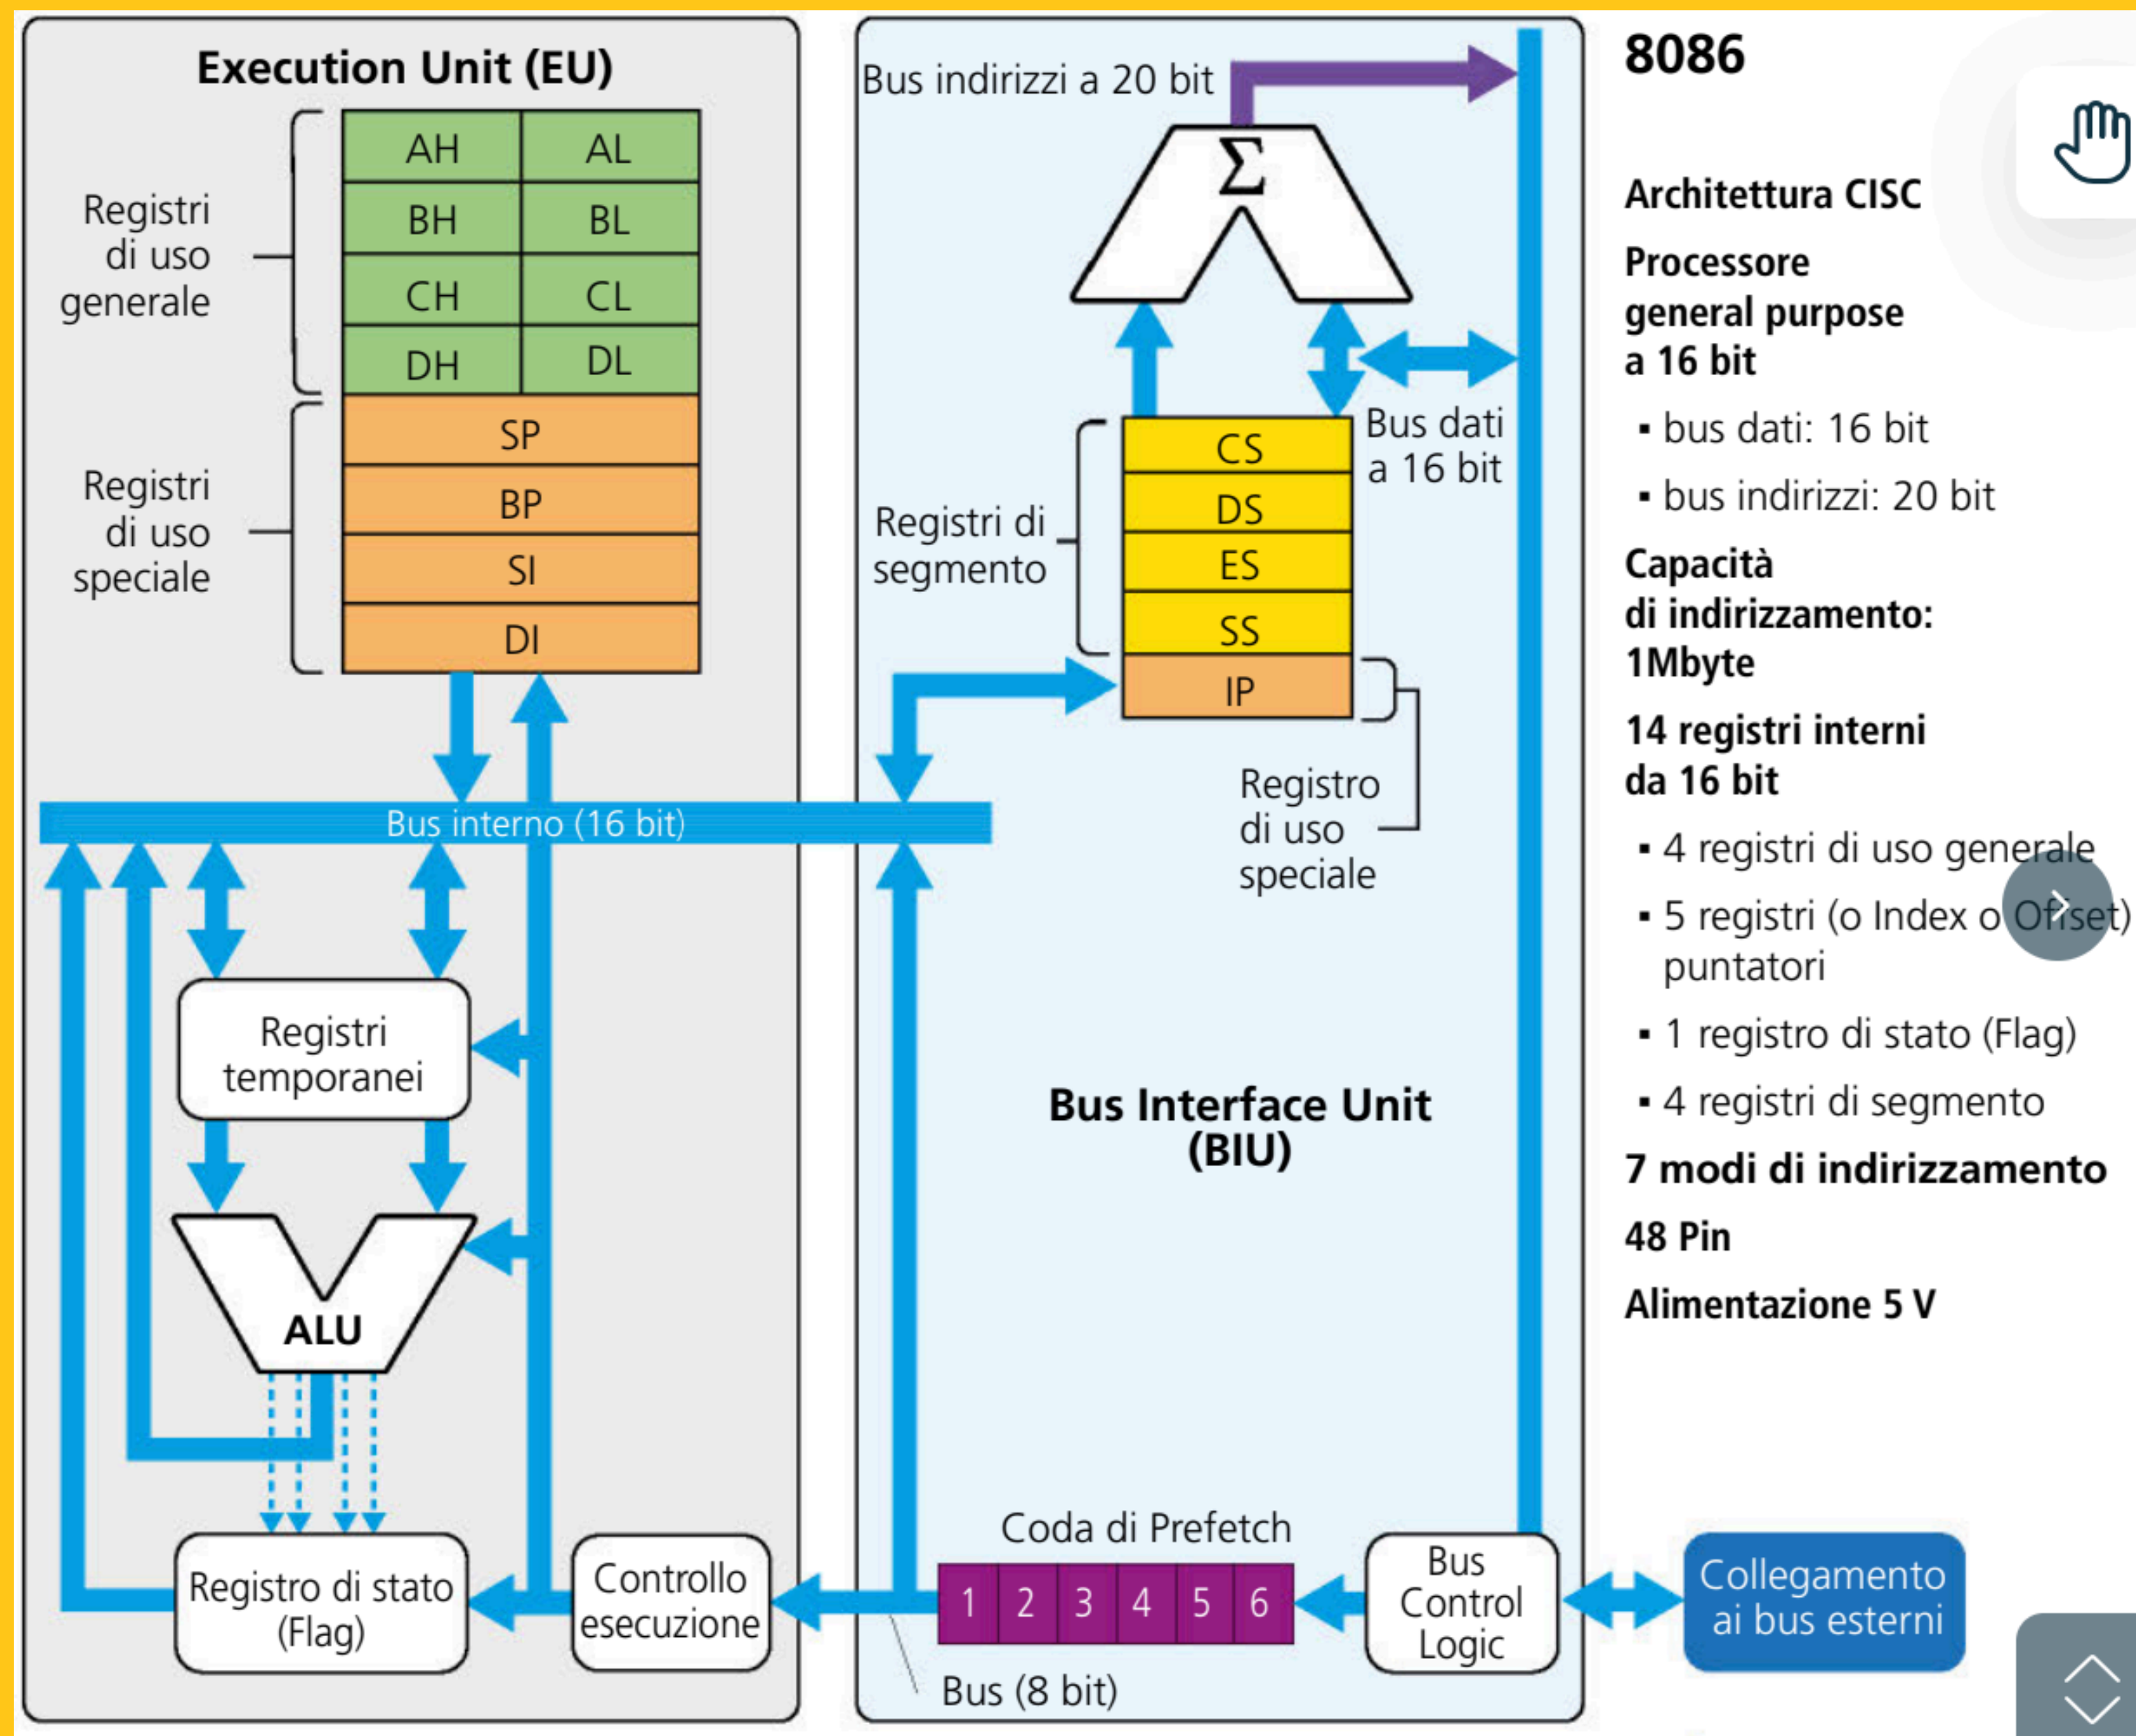 Execution Unit (EU)
Registri
di uso
generale
AH AL
BH BL
CH CL
DH DL
Registri
di uso
speciale
SP
BP
SI
DI
Bus interno (16 bit)
Registri
temporanei
ALU
Registro di stato
(Flag)
Controllo
esecuzione
Bus indirizzi a 20 bit
Σ
Bus dati
a 16 bit
Registri di
segmento
CS
DS
ES
SS
IP
Registro
di uso
speciale
Bus Interface Unit
(BIU)
Coda di Prefetch
1 2 3 4 5 6
Bus (8 bit)
Bus
Control
Logic
Collegamento
ai bus esterni
8086
Architettura CISC
Processore
general purpose
a 16 bit
▪ bus dati: 16 bit
▪ bus indirizzi: 20 bit
Capacità
di indirizzamento:
1Mbyte
14 registri interni
da 16 bit
▪ 4 registri di uso generale
▪ 5 registri (o Index o Offset)
puntatori
▪ 1 registro di stato (Flag)
▪ 4 registri di segmento
7 modi di indirizzamento
48 Pin
Alimentazione 5 V